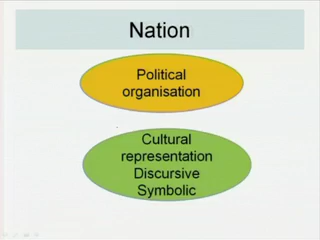 Nation
Political
organisation
Cultural
representation
Discursive
Symbolic